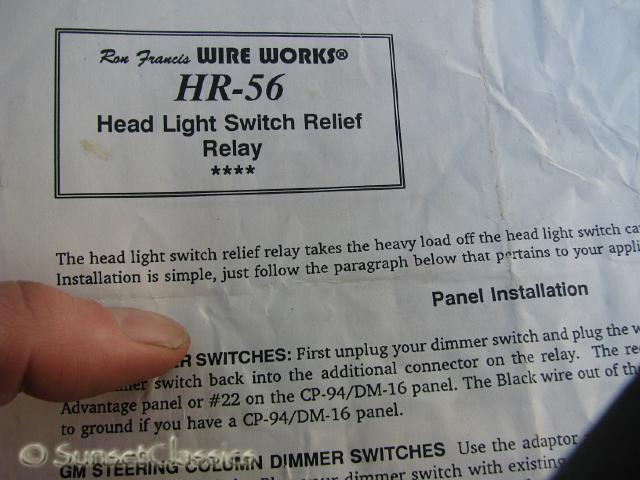 Ron Francis WIRE WORKS®
HR-56
Head Light Switch Relief
Relay
****
The head light switch relief relay takes the heavy load off the head light switch
Installation is simple, just follow the paragraph below that pertains to your
Panel Installation
SWITCHES: First unplug your dimmer switch and plug the
switch back into the additional connector on the relay. The
Advantage panel or #22 on the CP-94/DM-16 panel. The Black wire out of
to ground if you have a CP-94/DM-16 panel.
GM STEERING COLUMN DIMMER SWITCHES Use the adaptor
your dimmer switch with existing
© SunsetClassics